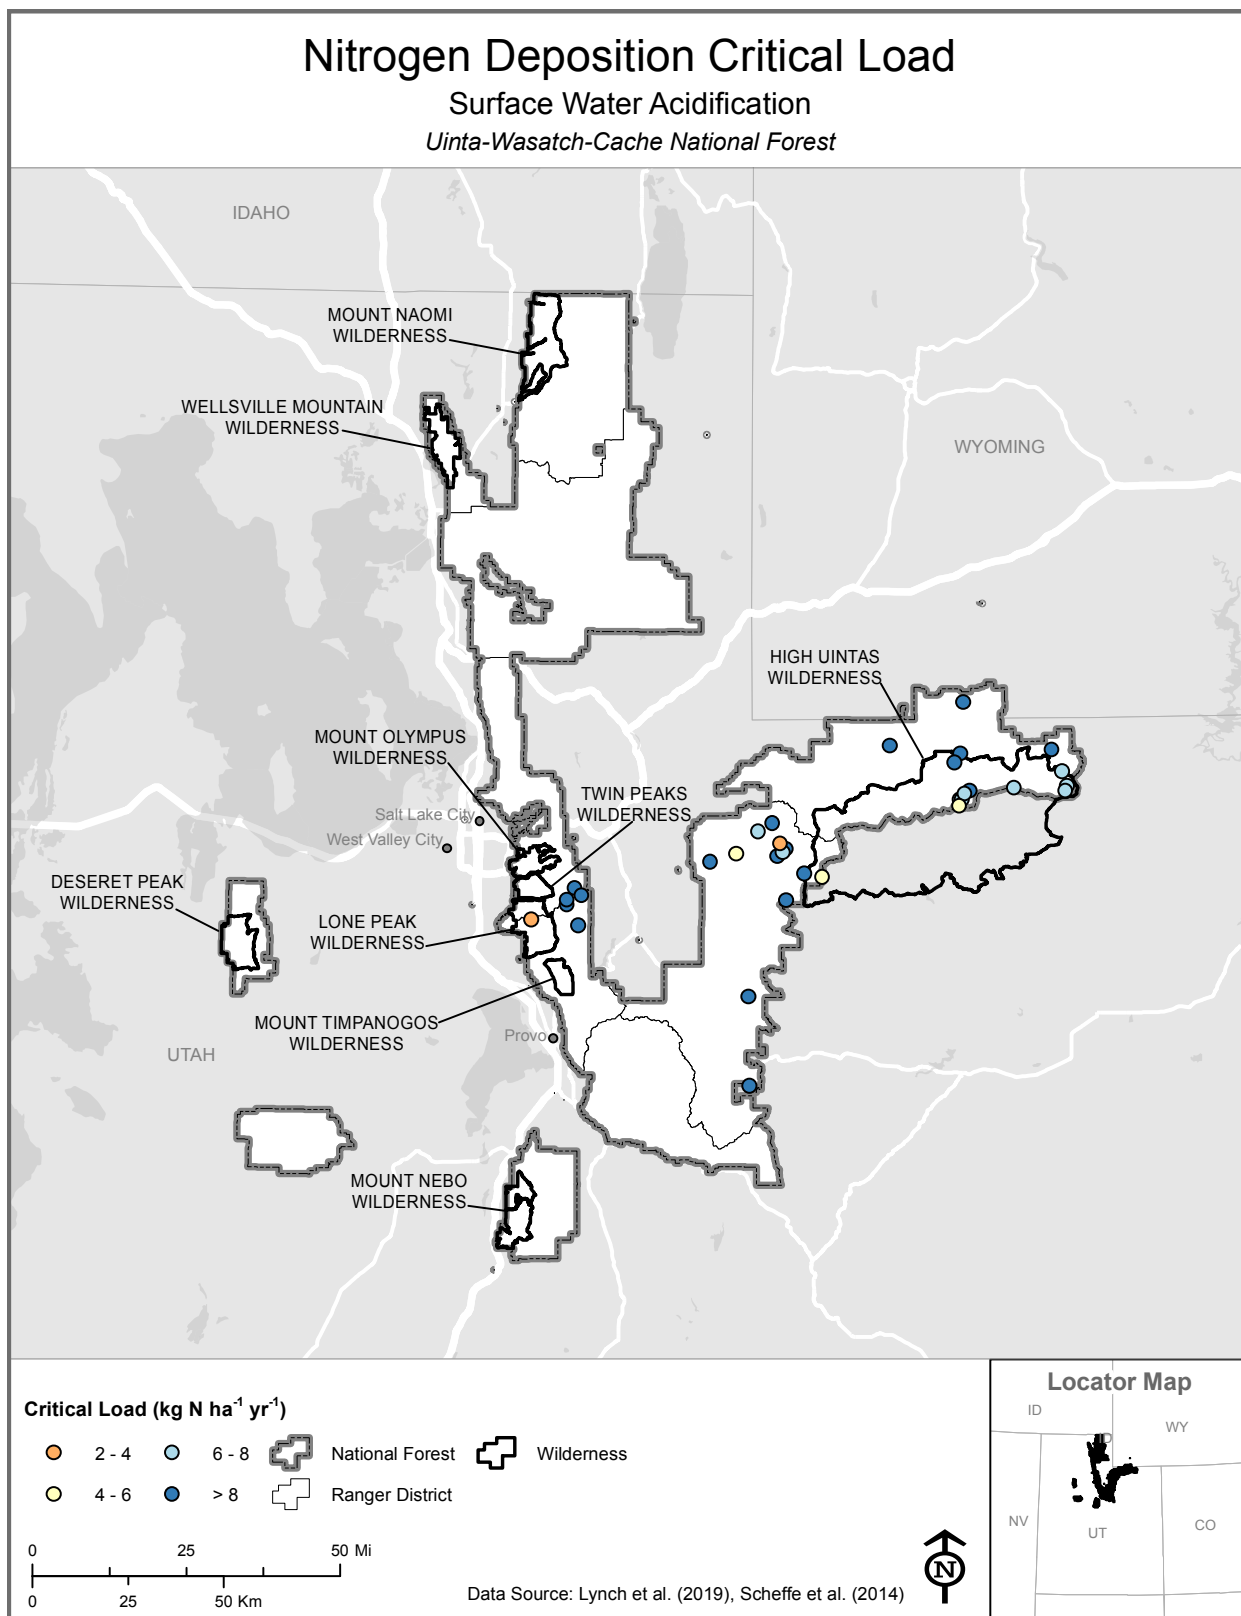 Nitrogen Deposition Critical Load
Surface Water Acidification
Uinta-Wasatch-Cache National Forest
IDAHO
MOUNT NAOMI
WILDERNESS
WELLSVILLE MOUNTAIN
WILDERNESS
WYOMING
HIGH UINTAS
WILDERNESS
MOUNT OLYMPUS
WILDERNESS
TWIN PEAKS
WILDERNESS
Salt Lake City
West Valley City
DESERET PEAK
WILDERNESS
LONE PEAK
WILDERNESS
MOUNT TIMPANOGOS
WILDERNESS
Provo
UTAH
MOUNT NEBO
WILDERNESS
Critical Load (kg N ha⁻¹ yr⁻¹)
2 - 4
6 - 8
National Forest
Wilderness
4 - 6
> 8
Ranger District
0 25 50 Mi
0 25 50 Km
N
Data Source: Lynch et al. (2019), Scheffe et al. (2014)
Locator Map
ID
WY
NV
UT
CO